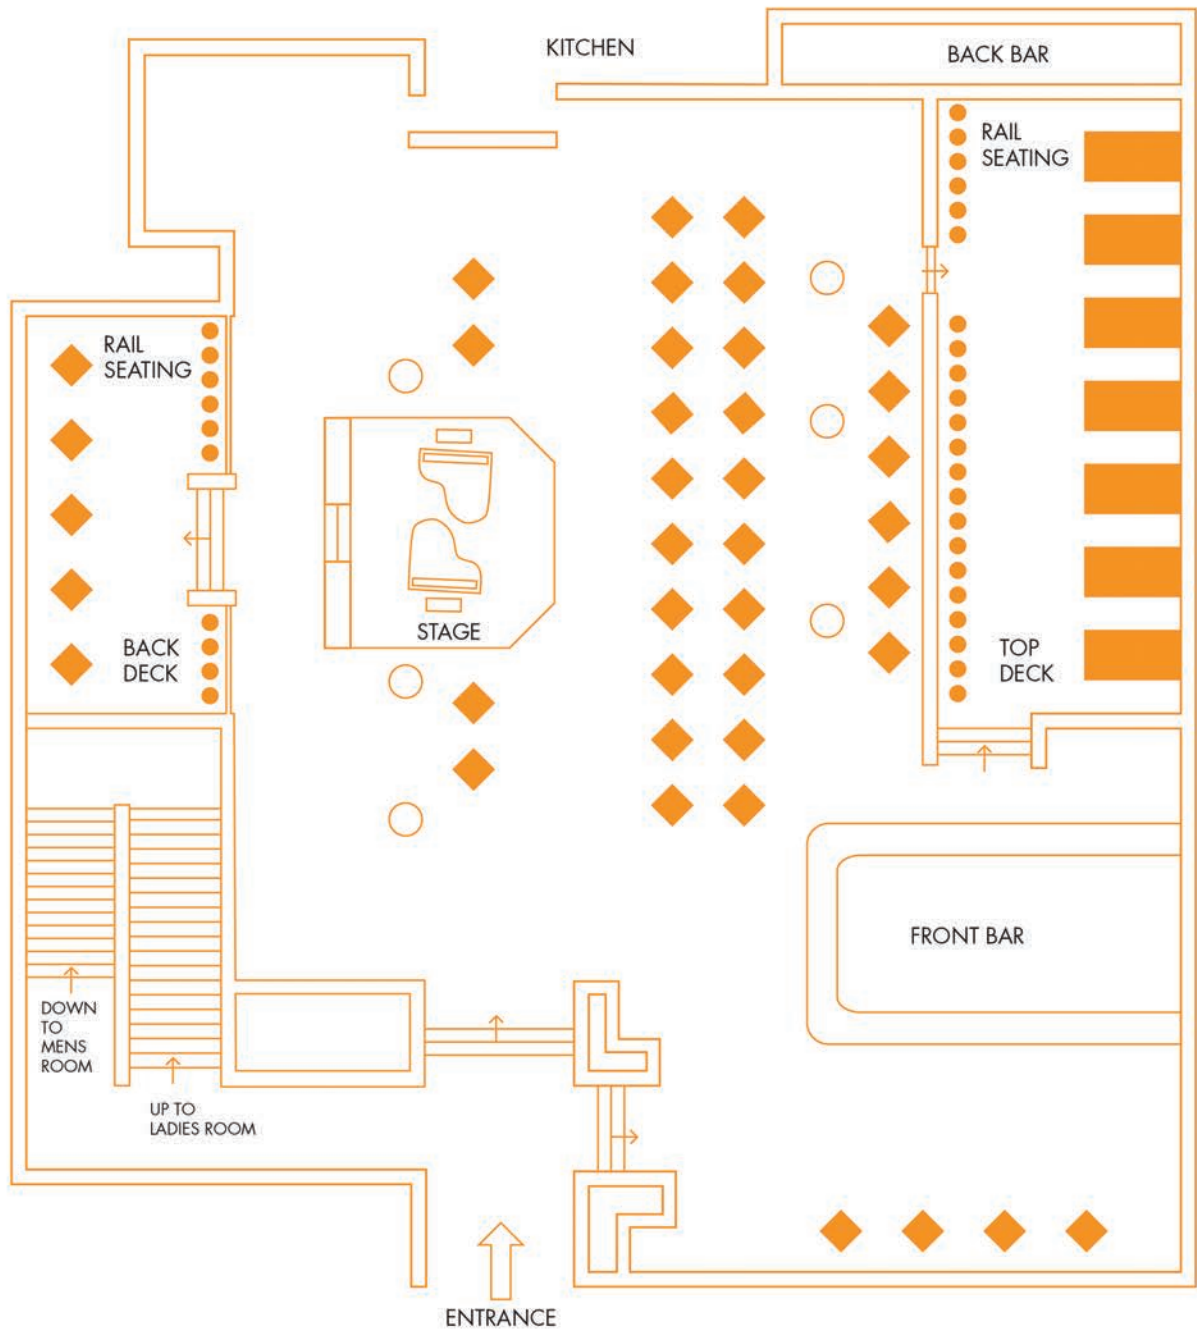 KITCHEN
BACK BAR
RAIL
SEATING
RAIL
SEATING
STAGE
BACK
DECK
TOP
DECK
FRONT BAR
DOWN
TO
MENS
ROOM
UP TO
LADIES ROOM
ENTRANCE